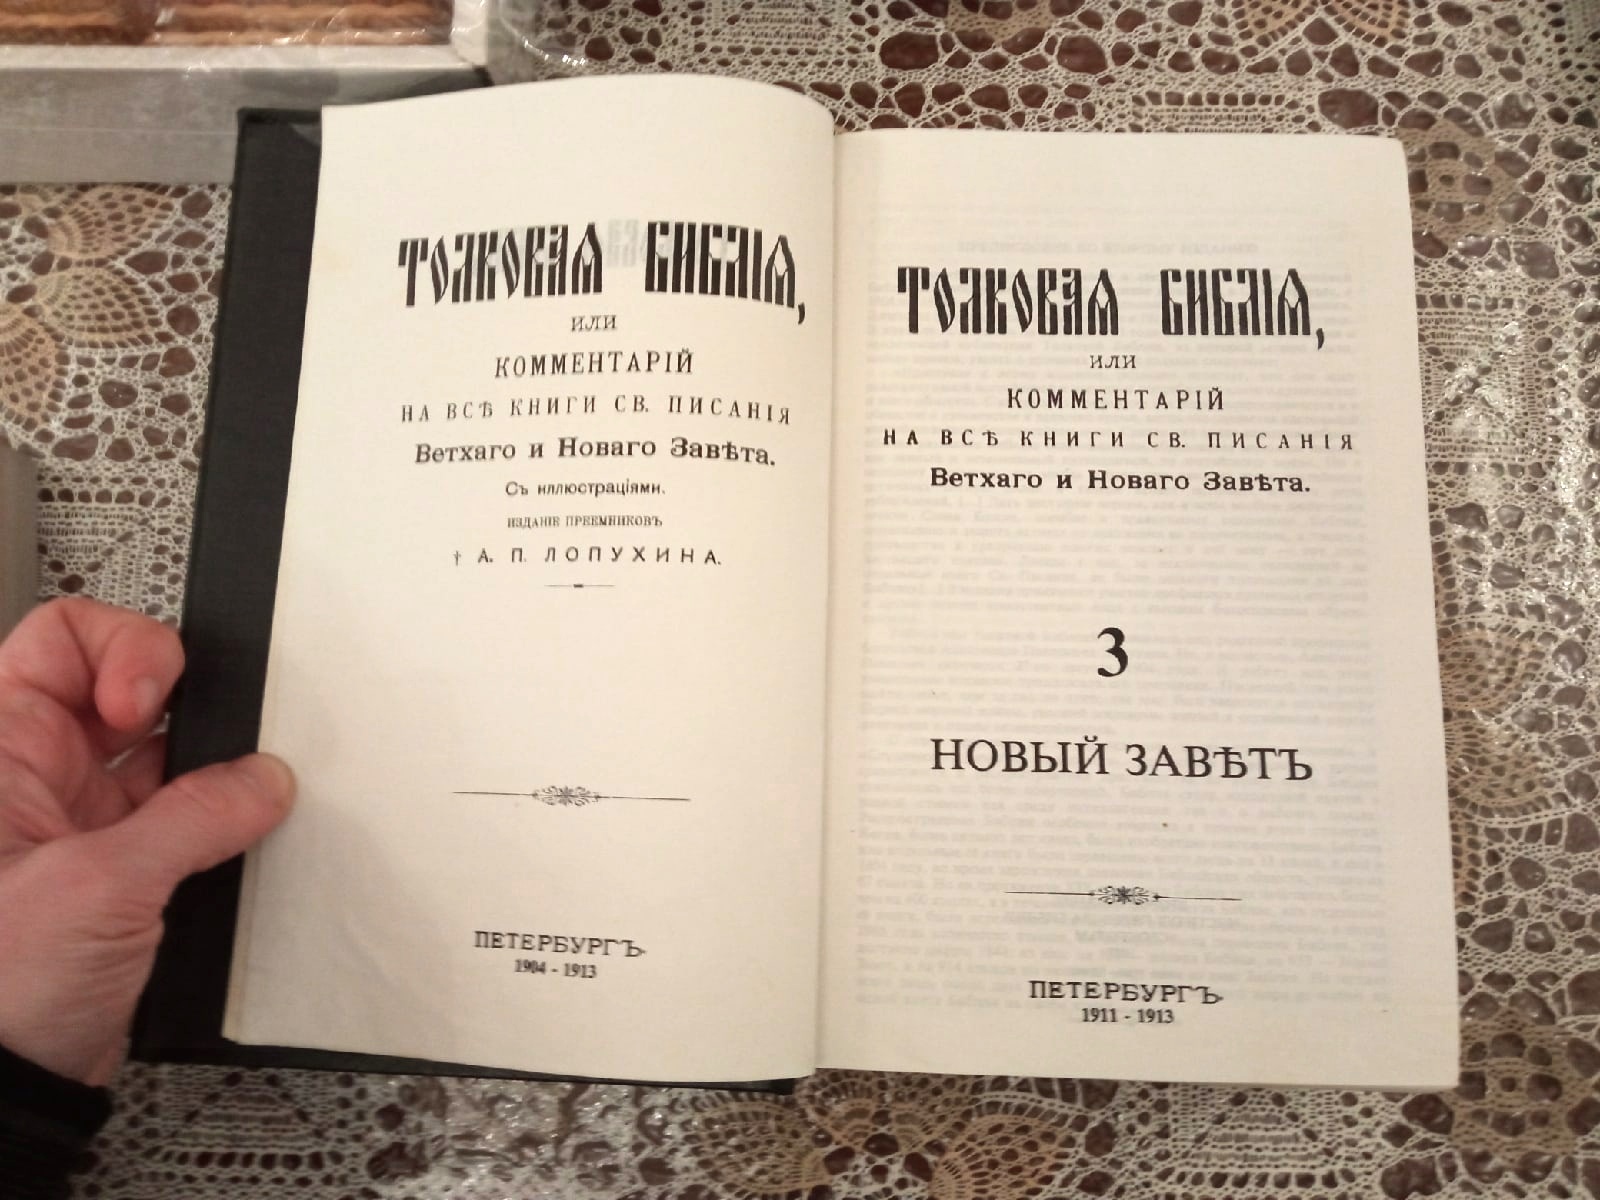 ТОЛКОВАЯ БИБЛІЯ,
ИЛИ
КОММЕНТАРІЙ
НА ВСѢ КНИГИ СВ. ПИСАНІЯ
Ветхаго и Новаго Завѣта.
Съ иллюстраціями.
ИЗДАНІЕ ПРЕЕМНИКОВЪ
† А. П. ЛОПУХИНА.
ПЕТЕРБУРГЪ
1904 - 1913
ТОЛКОВАЯ БИБЛІЯ,
ИЛИ
КОММЕНТАРІЙ
НА ВСѢ КНИГИ СВ. ПИСАНІЯ
Ветхаго и Новаго Завѣта.
3
НОВЫЙ ЗАВѢТЪ
ПЕТЕРБУРГЪ
1911 - 1913